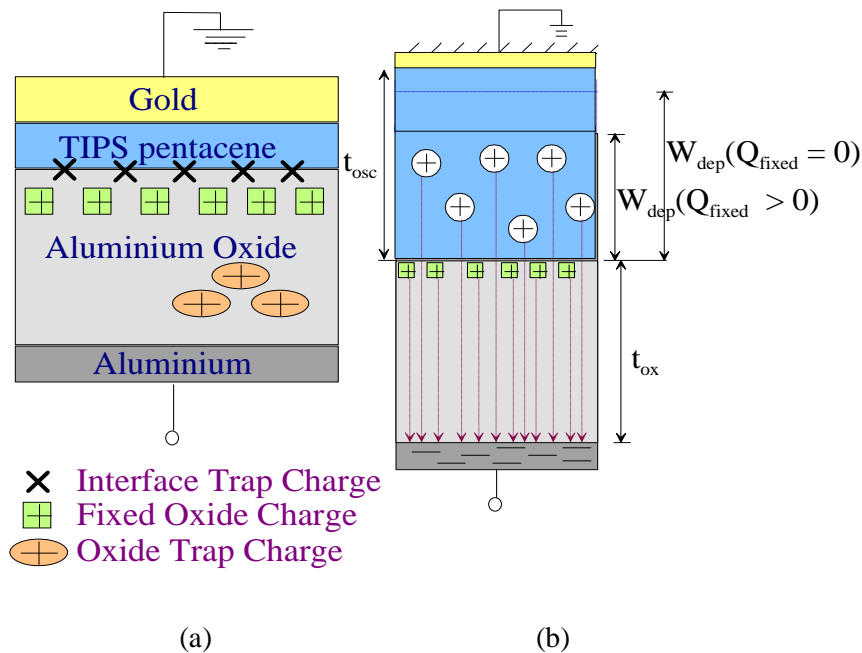 Gold
TIPS pentacene
Aluminium Oxide
Aluminium
t_osc
W_dep(Q_fixed = 0)
W_dep(Q_fixed > 0)
t_ox
Interface Trap Charge
Fixed Oxide Charge
Oxide Trap Charge
(a)
(b)